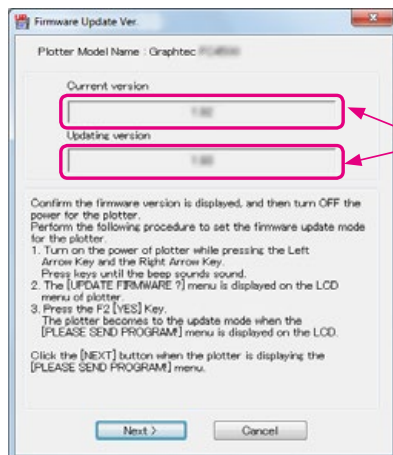 Firmware Update Ver.
Plotter Model Name : Graphtec
Current version
Updating version
Confirm the firmware version is displayed, and then turn OFF the
power for the plotter.
Perform the following procedure to set the firmware update mode
for the plotter.
1. Turn on the power of plotter while pressing the Left
Arrow Key and the Right Arrow Key.
Press keys until the beep sounds sound.
2. The [UPDATE FIRMWARE ?] menu is displayed on the LCD
menu of plotter.
3. Press the F2 [YES] Key.
The plotter becomes to the update mode when the
[PLEASE SEND PROGRAM!] menu is displayed on the LCD.
Click the [NEXT] button when the plotter is displaying the
[PLEASE SEND PROGRAM!] menu.
Next >
Cancel